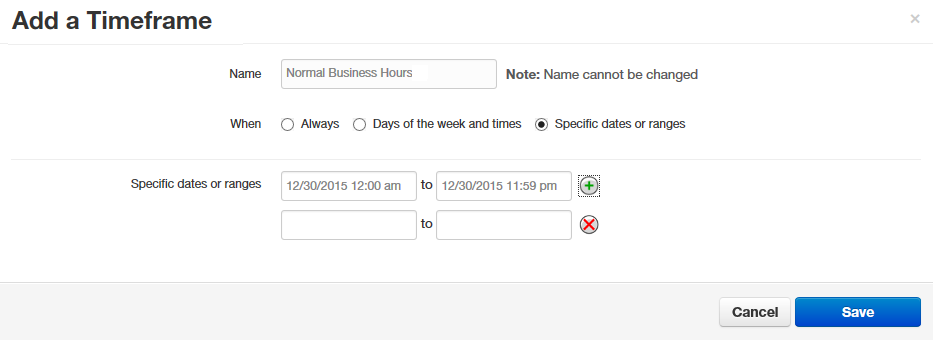 Add a Timeframe ×
Name Normal Business Hours Note: Name cannot be changed
When Always Days of the week and times Specific dates or ranges
Specific dates or ranges 12/30/2015 12:00 am to 12/30/2015 11:59 pm
to
Cancel Save